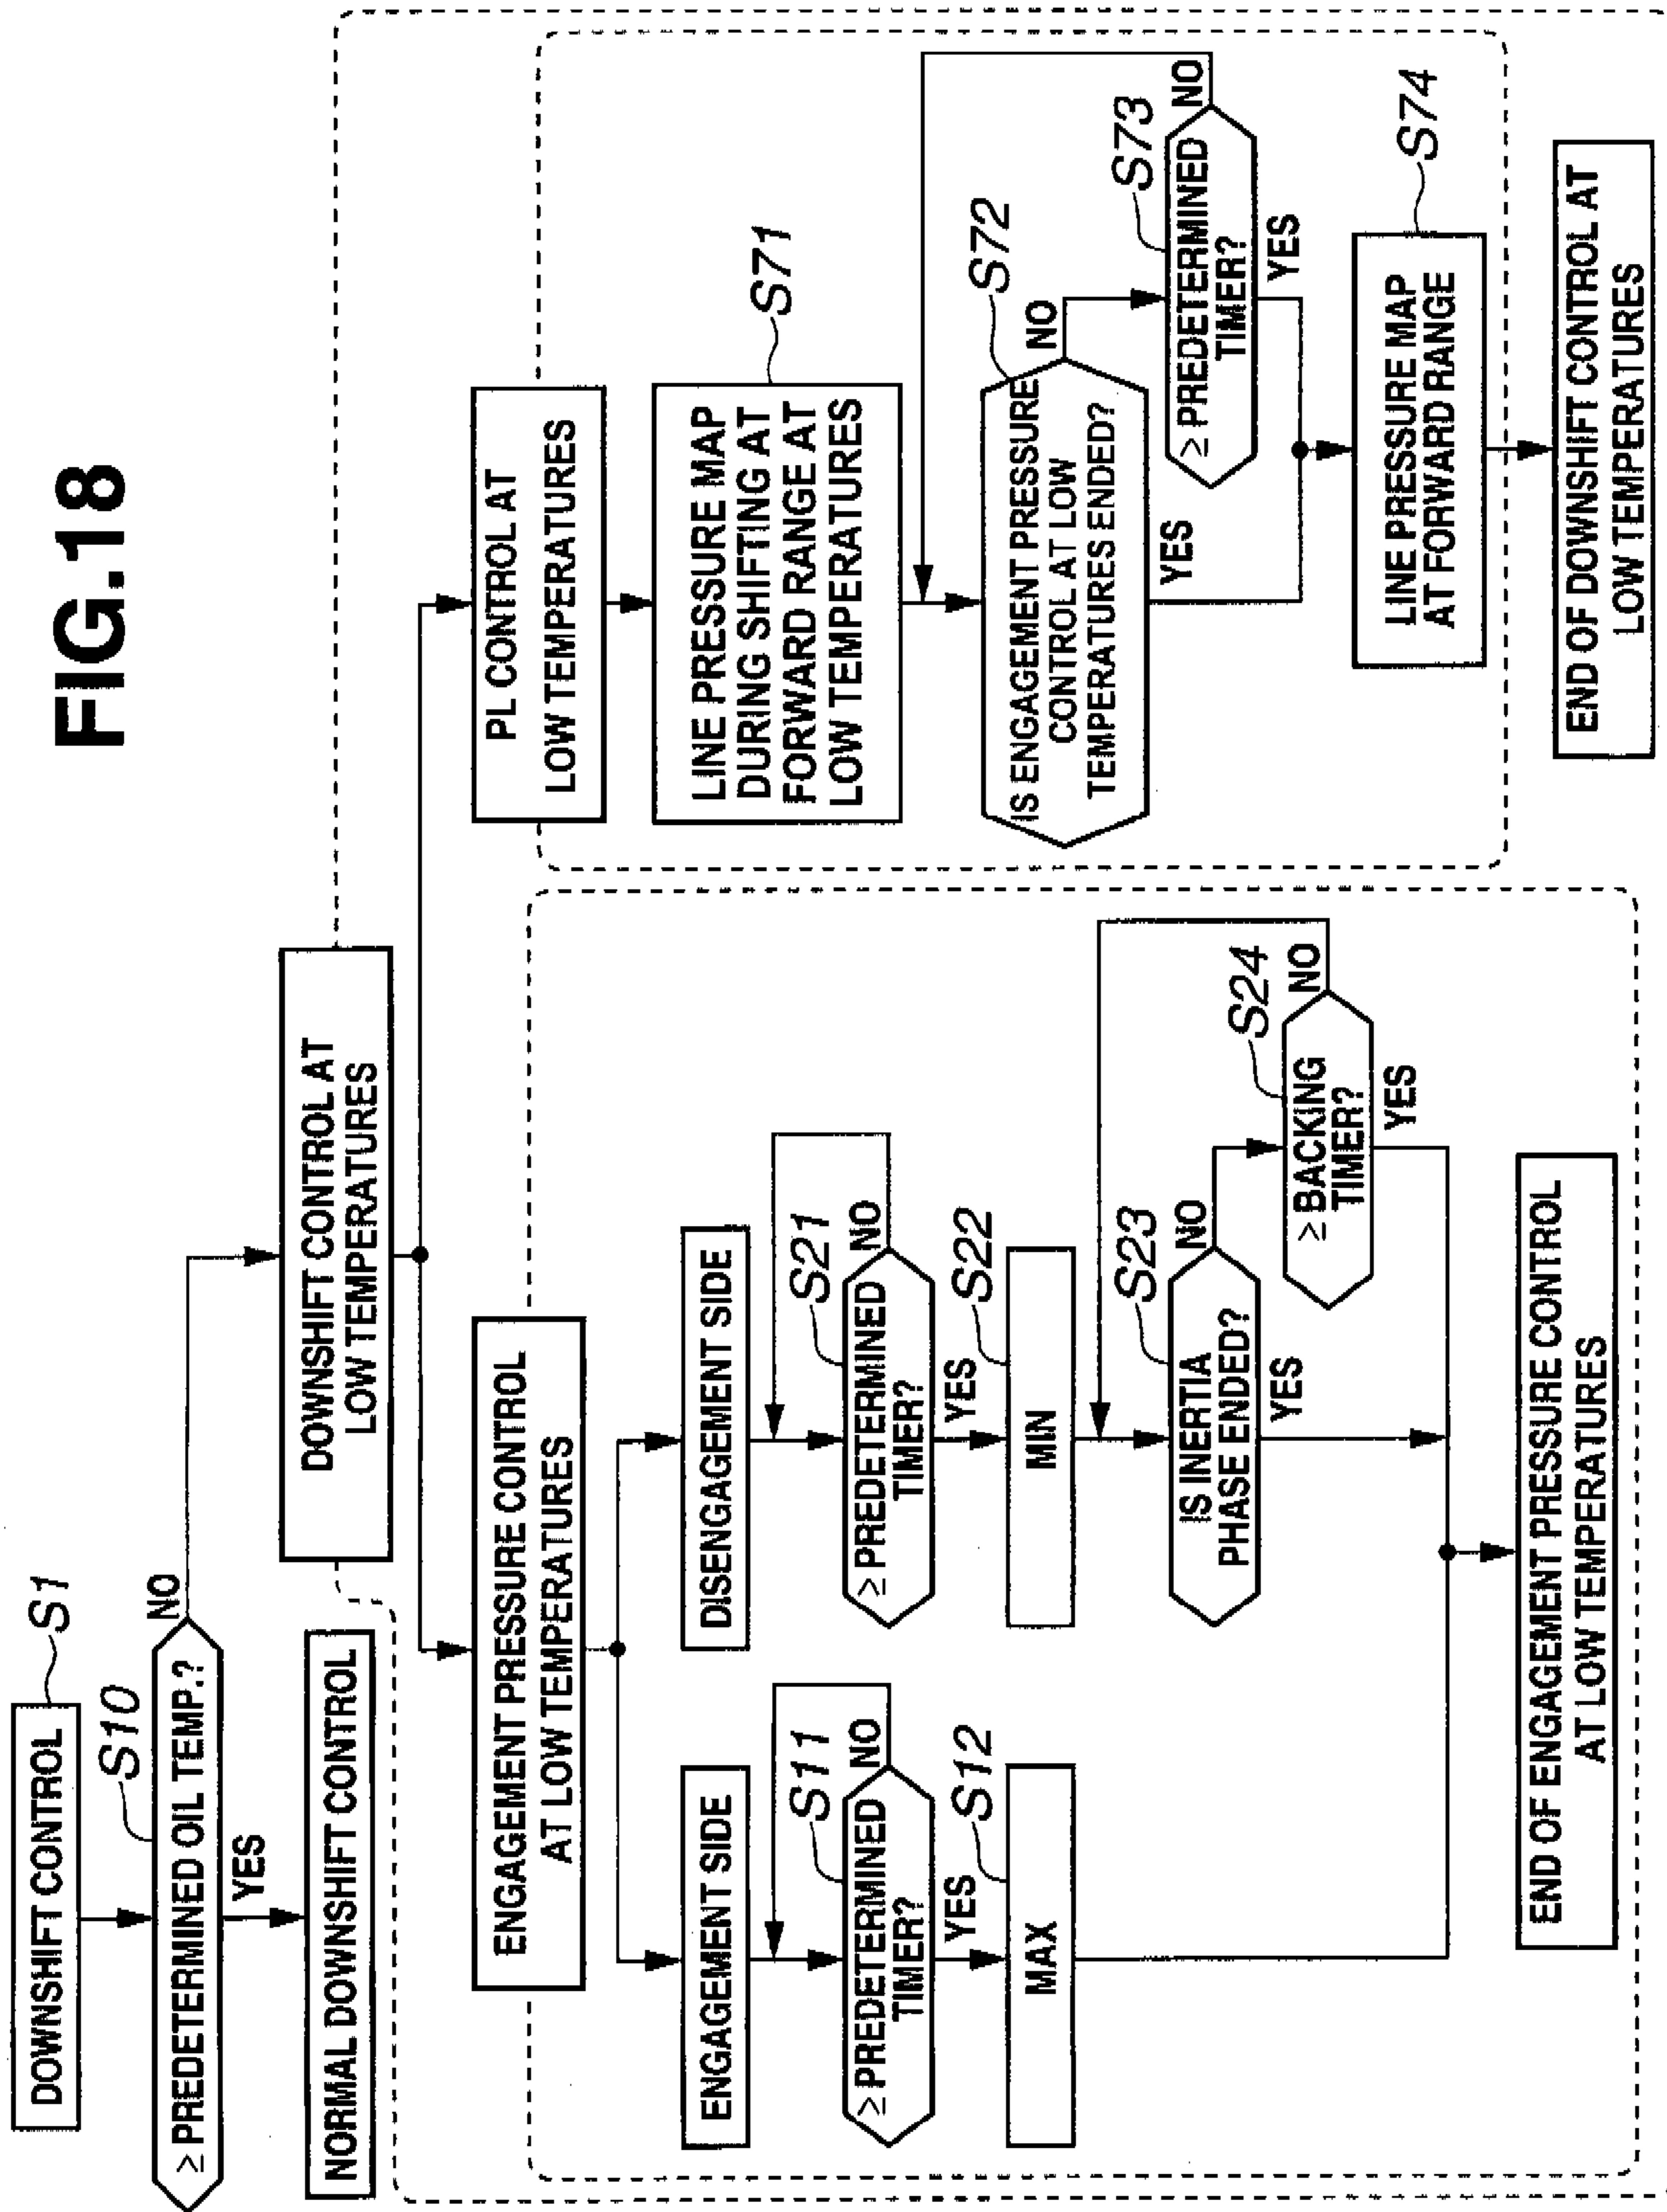 FIG.18
DOWNSHIFT CONTROL
S1
S10
≥ PREDETERMINED OIL TEMP.?
NO
YES
NORMAL DOWNSHIFT CONTROL
DOWNSHIFT CONTROL AT
LOW TEMPERATURES
ENGAGEMENT PRESSURE CONTROL
AT LOW TEMPERATURES
ENGAGEMENT SIDE
S11
≥ PREDETERMINED
TIMER?
NO
YES
S12
MAX
DISENGAGEMENT SIDE
S21
≥ PREDETERMINED
TIMER?
NO
YES
S22
MIN
S23
IS INERTIA
PHASE ENDED?
NO
YES
S24
≥ BACKING
TIMER?
NO
YES
END OF ENGAGEMENT PRESSURE CONTROL
AT LOW TEMPERATURES
PL CONTROL AT
LOW TEMPERATURES
S71
LINE PRESSURE MAP
DURING SHIFTING AT
FORWARD RANGE AT
LOW TEMPERATURES
S72
IS ENGAGEMENT PRESSURE
CONTROL AT LOW
TEMPERATURES ENDED?
NO
YES
S73
≥ PREDETERMINED
TIMER?
NO
YES
S74
LINE PRESSURE MAP
AT FORWARD RANGE
END OF DOWNSHIFT CONTROL AT
LOW TEMPERATURES